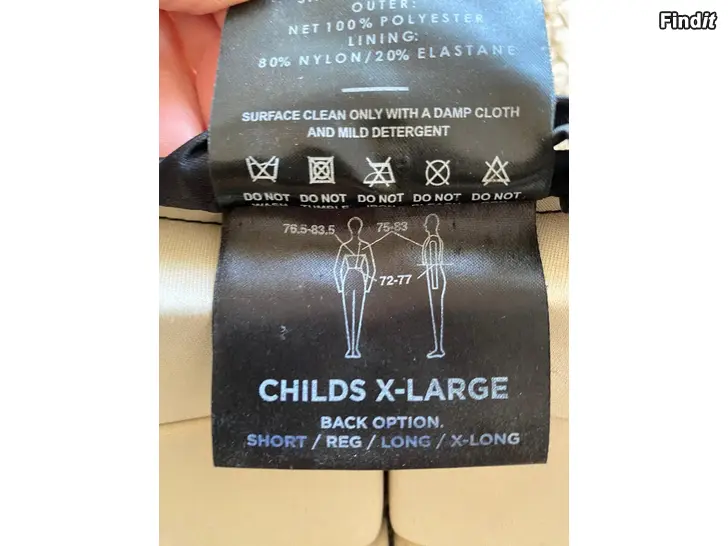 Findit
OUTER:
NET 100% POLYESTER
LINING:
80% NYLON/20% ELASTANE
SURFACE CLEAN ONLY WITH A DAMP CLOTH
AND MILD DETERGENT
DO NOT DO NOT DO NOT DO NOT DO NOT
76.5-83.5 75-83
72-77
CHILDS X-LARGE
BACK OPTION.
SHORT / REG / LONG / X-LONG